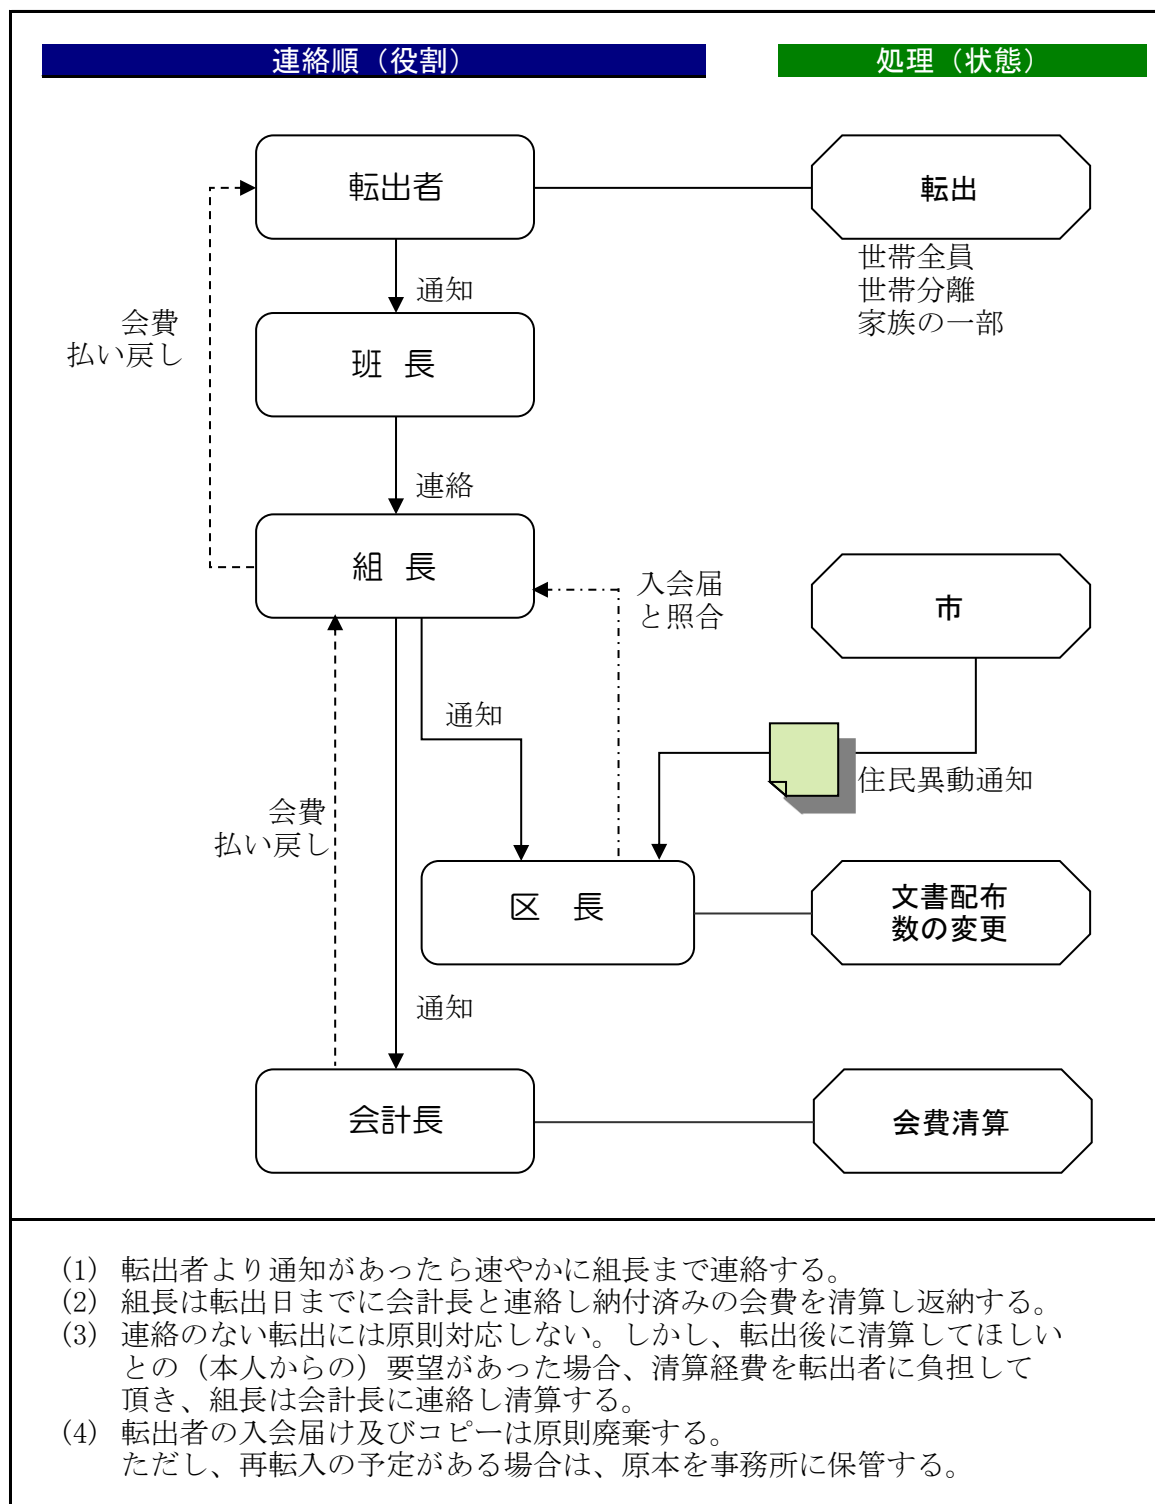 連絡順（役割）
処理（状態）
転出者
転出
世帯全員
世帯分離
家族の一部
通知
会費
払い戻し
班 長
連絡
組 長
入会届
と照合
市
通知
住民異動通知
会費
払い戻し
区 長
文書配布
数の変更
通知
会計長
会費清算
(1) 転出者より通知があったら速やかに組長まで連絡する。
(2) 組長は転出日までに会計長と連絡し納付済みの会費を清算し返納する。
(3) 連絡のない転出には原則対応しない。しかし、転出後に清算してほしい
との（本人からの）要望があった場合、清算経費を転出者に負担して
頂き、組長は会計長に連絡し清算する。
(4) 転出者の入会届け及びコピーは原則廃棄する。
ただし、再転入の予定がある場合は、原本を事務所に保管する。